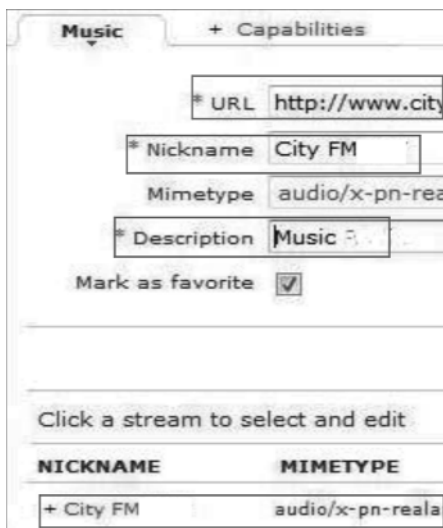 Music + Capabilities
* URL http://www.city
* Nickname City FM
Mimetype audio/x-pn-rea
* Description Music
Mark as favorite
Click a stream to select and edit
NICKNAME MIMETYPE
+ City FM audio/x-pn-reala